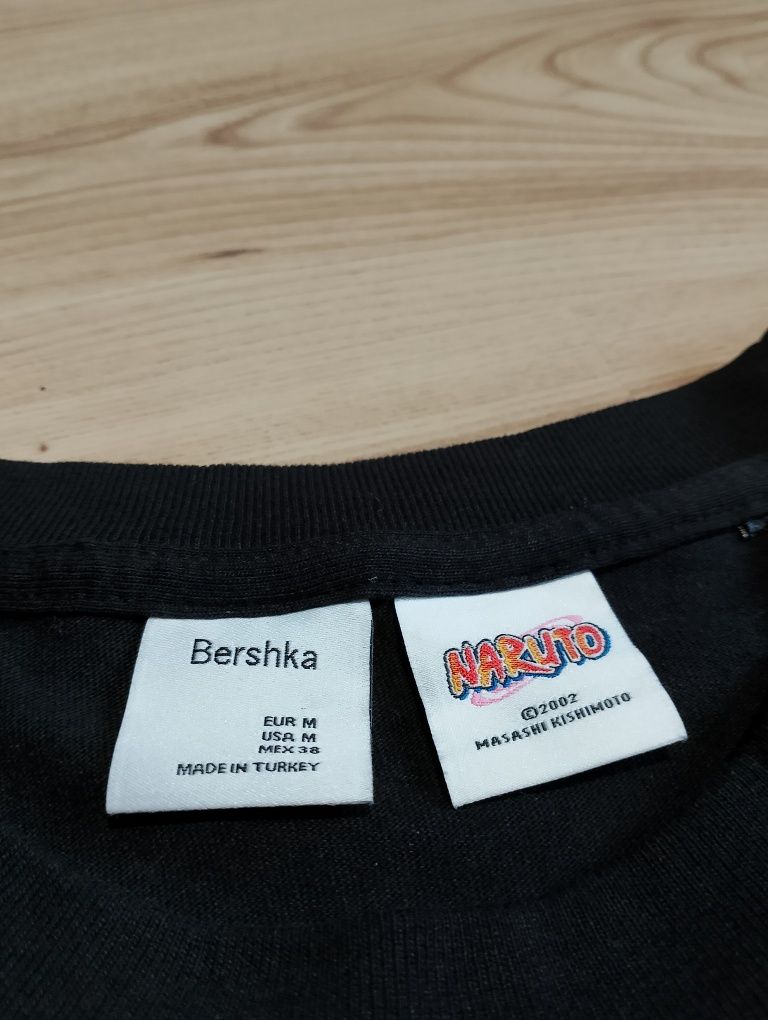 Bershka
EUR M
USA M
MEX 38
MADE IN TURKEY
NARUTO
©2002
MASASHI KISHIMOTO